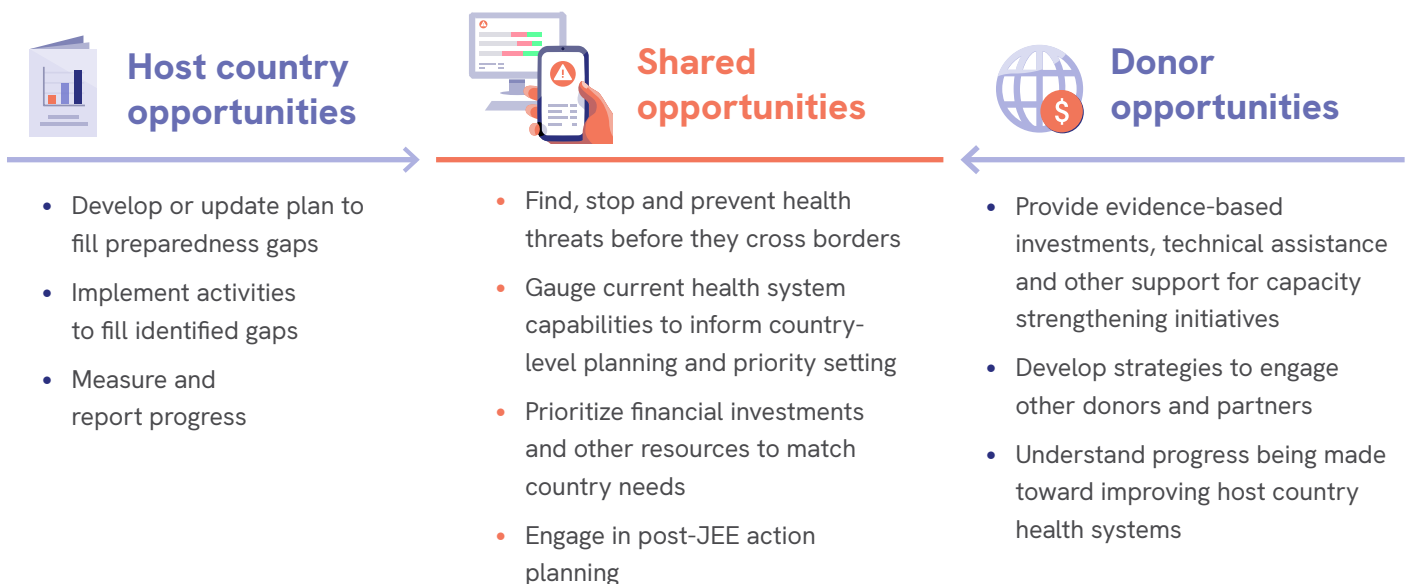 Host country
opportunities
Develop or update plan to
fill preparedness gaps
Implement activities
to fill identified gaps
Measure and
report progress
Shared
opportunities
Find, stop and prevent health
threats before they cross borders
Gauge current health system
capabilities to inform country-
level planning and priority setting
Prioritize financial investments
and other resources to match
country needs
Engage in post-JEE action
planning
$
Donor
opportunities
Provide evidence-based
investments, technical assistance
and other support for capacity
strengthening initiatives
Develop strategies to engage
other donors and partners
Understand progress being made
toward improving host country
health systems